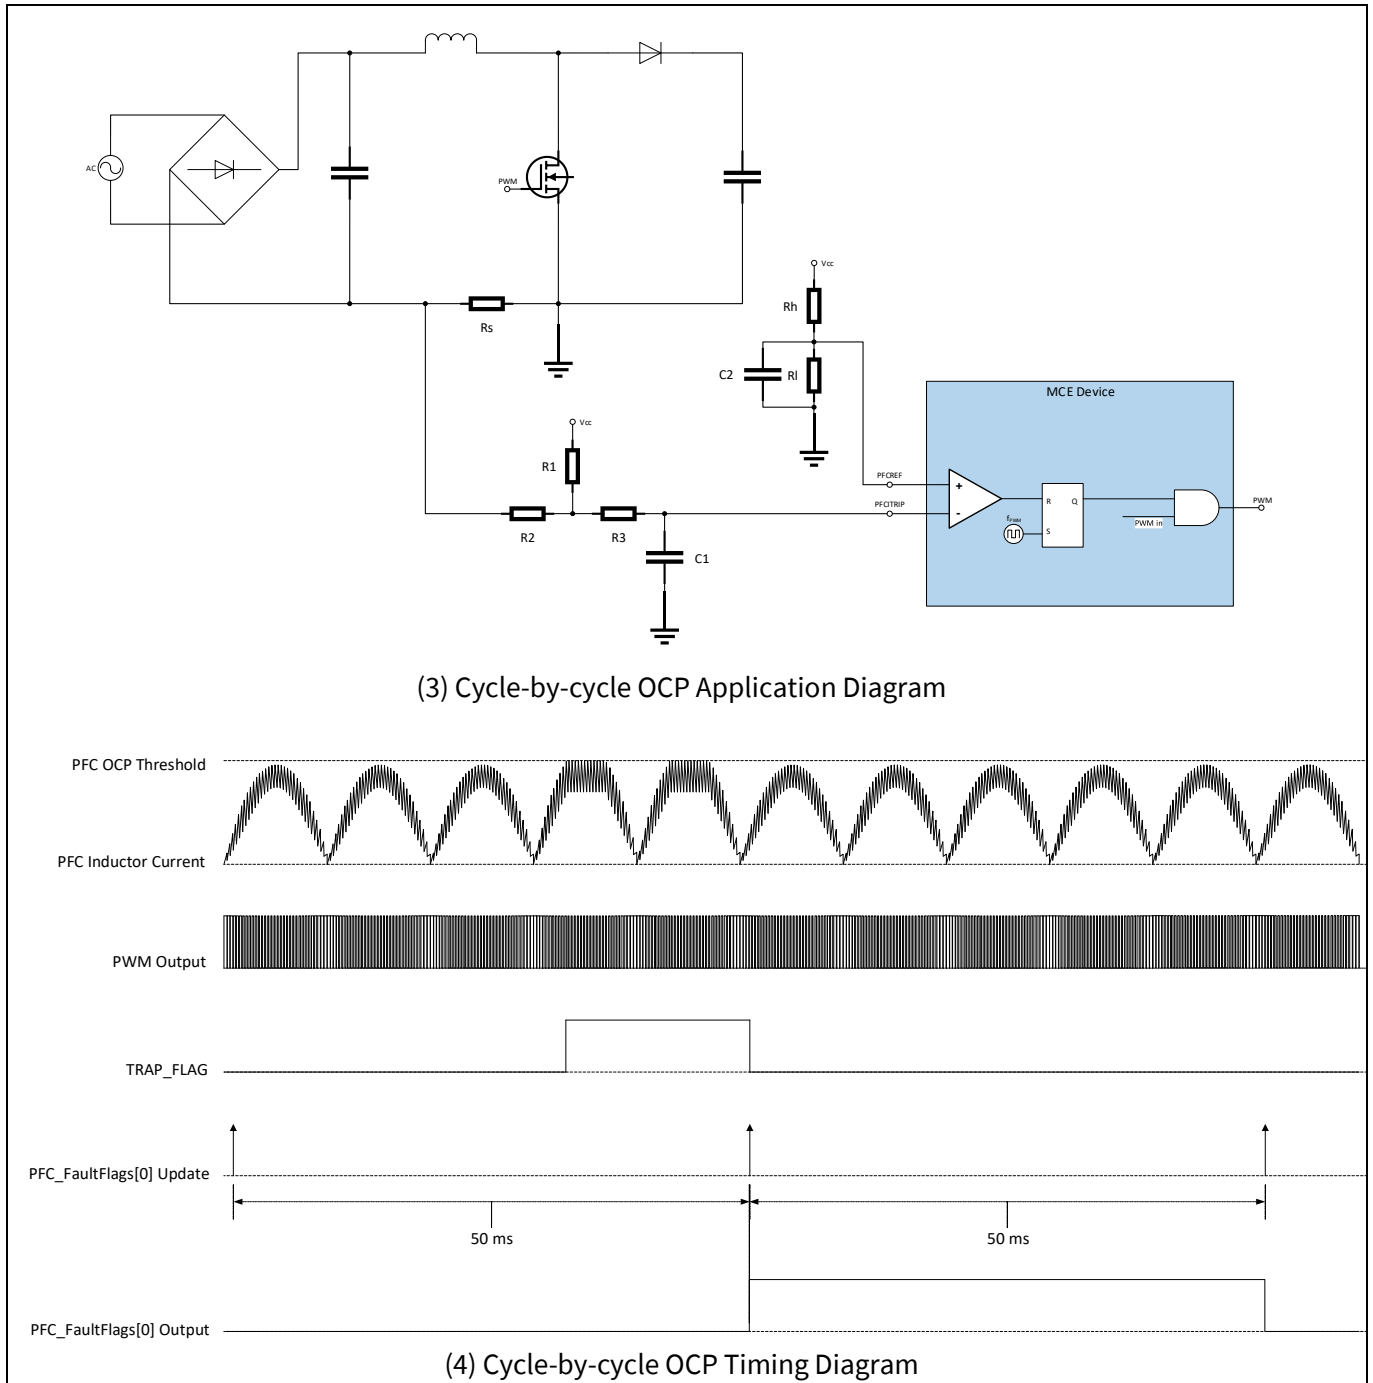 AC
PWM
Rs
Vcc
Rh
C2
Rl
MCE Device
Vcc
R1
R2
R3
C1
PFCREF
PFCITRIP
+
-
R
Q
S
fPWM
PWM in
PWM
(3) Cycle-by-cycle OCP Application Diagram
PFC OCP Threshold
PFC Inductor Current
PWM Output
TRAP_FLAG
PFC_FaultFlags[0] Update
50 ms
50 ms
PFC_FaultFlags[0] Output
(4) Cycle-by-cycle OCP Timing Diagram